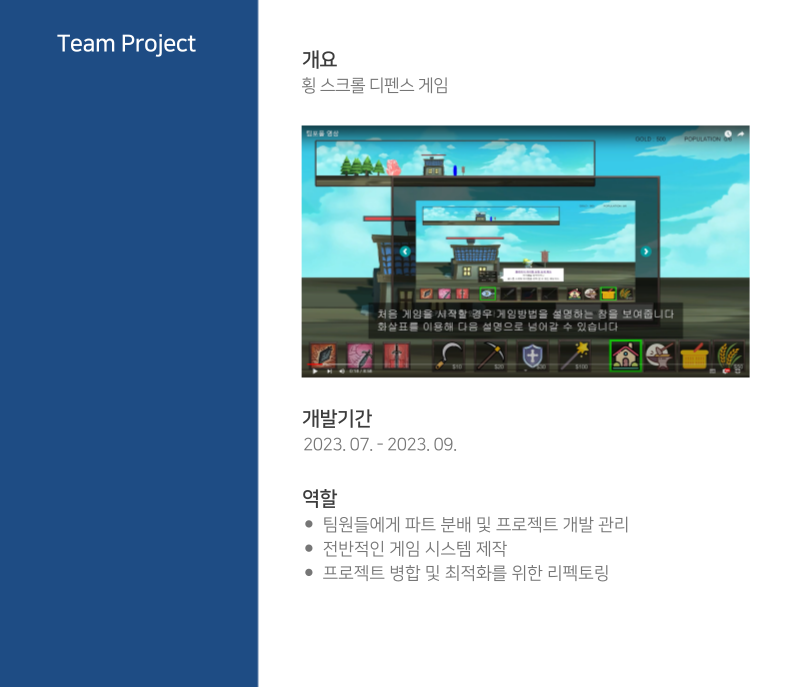 Team Project
개요
횡 스크롤 디펜스 게임
GOLD
POPULATION
처음 게임을 시작할 경우 게임방법을 설명하는 창을 보여줍니다
화살표를 이용해 다음 설명으로 넘어갈 수 있습니다
$10
$20
$30
$100
개발기간
2023. 07. - 2023. 09.
역할
● 팀원들에게 파트 분배 및 프로젝트 개발 관리
● 전반적인 게임 시스템 제작
● 프로젝트 병합 및 최적화를 위한 리펙토링